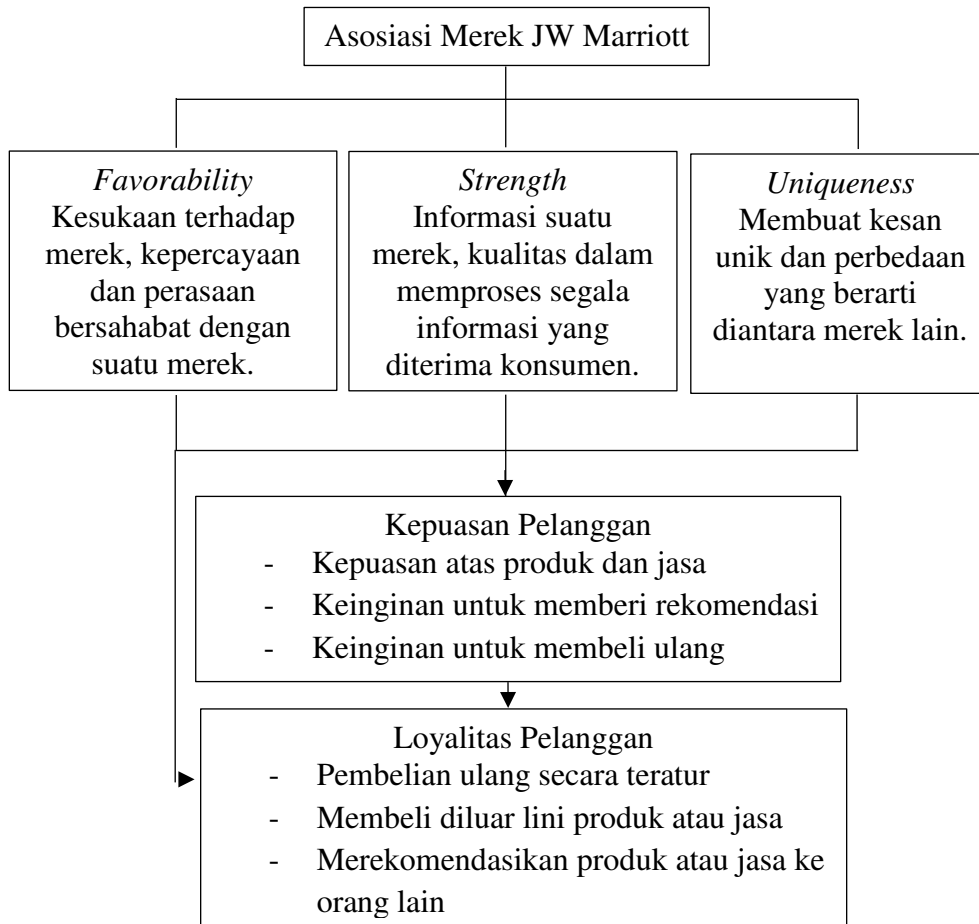 Asosiasi Merek JW Marriott
Favorability
Kesukaan terhadap
merek, kepercayaan
dan perasaan
bersahabat dengan
suatu merek.
Strength
Informasi suatu
merek, kualitas dalam
memproses segala
informasi yang
diterima konsumen.
Uniqueness
Membuat kesan
unik dan perbedaan
yang berarti
diantara merek lain.
Kepuasan Pelanggan
- Kepuasan atas produk dan jasa
- Keinginan untuk memberi rekomendasi
- Keinginan untuk membeli ulang
Loyalitas Pelanggan
- Pembelian ulang secara teratur
- Membeli diluar lini produk atau jasa
- Merekomendasikan produk atau jasa ke
orang lain